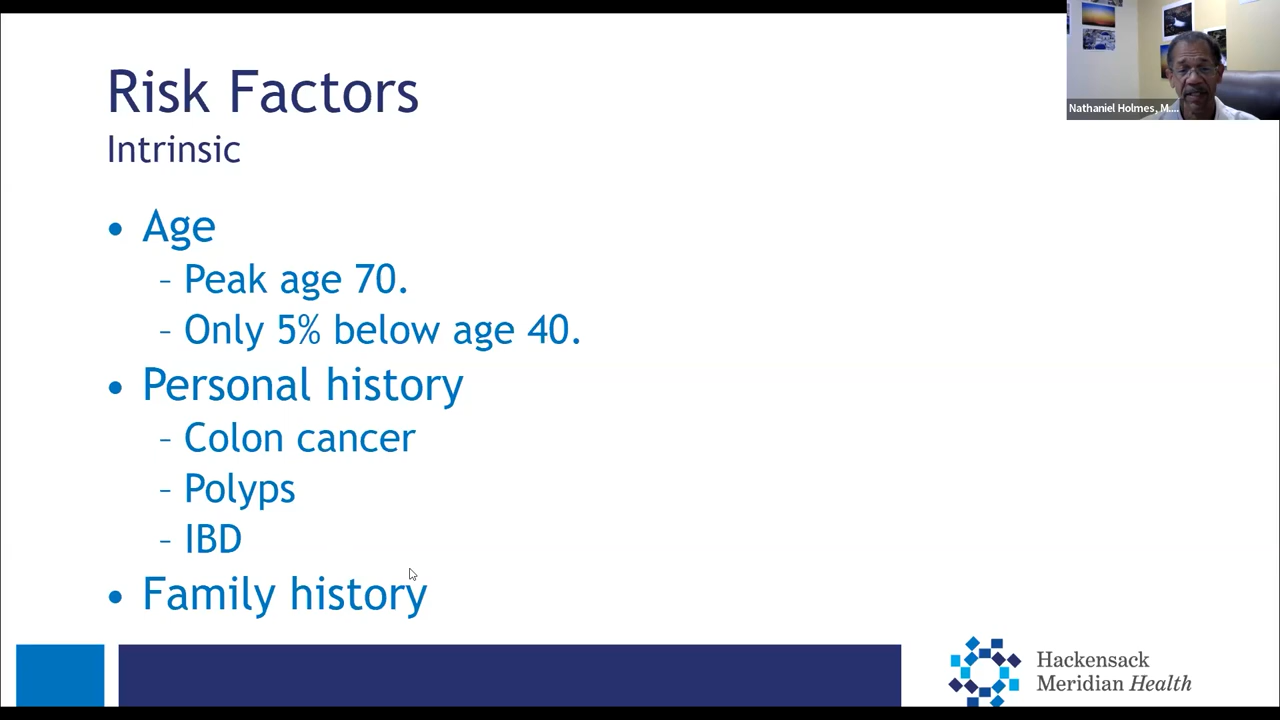 Risk Factors
Intrinsic
• Age
– Peak age 70.
– Only 5% below age 40.
• Personal history
– Colon cancer
– Polyps
– IBD
• Family history
Nathaniel Holmes, M....
Hackensack
Meridian Health